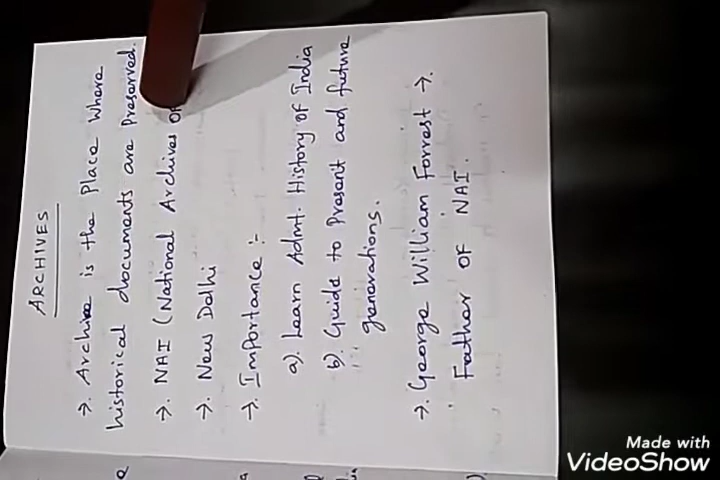 ARCHIVES
→. Archive is the Place Where
historical documents are Preserved.
→. NAI (National Archives OF
→. New Delhi
→. Importance :-
a). Learn Admt. History of India
b). Guide to Present and future
generations.
→. George William Forrest →.
Father OF NAI.
Made with
VideoShow